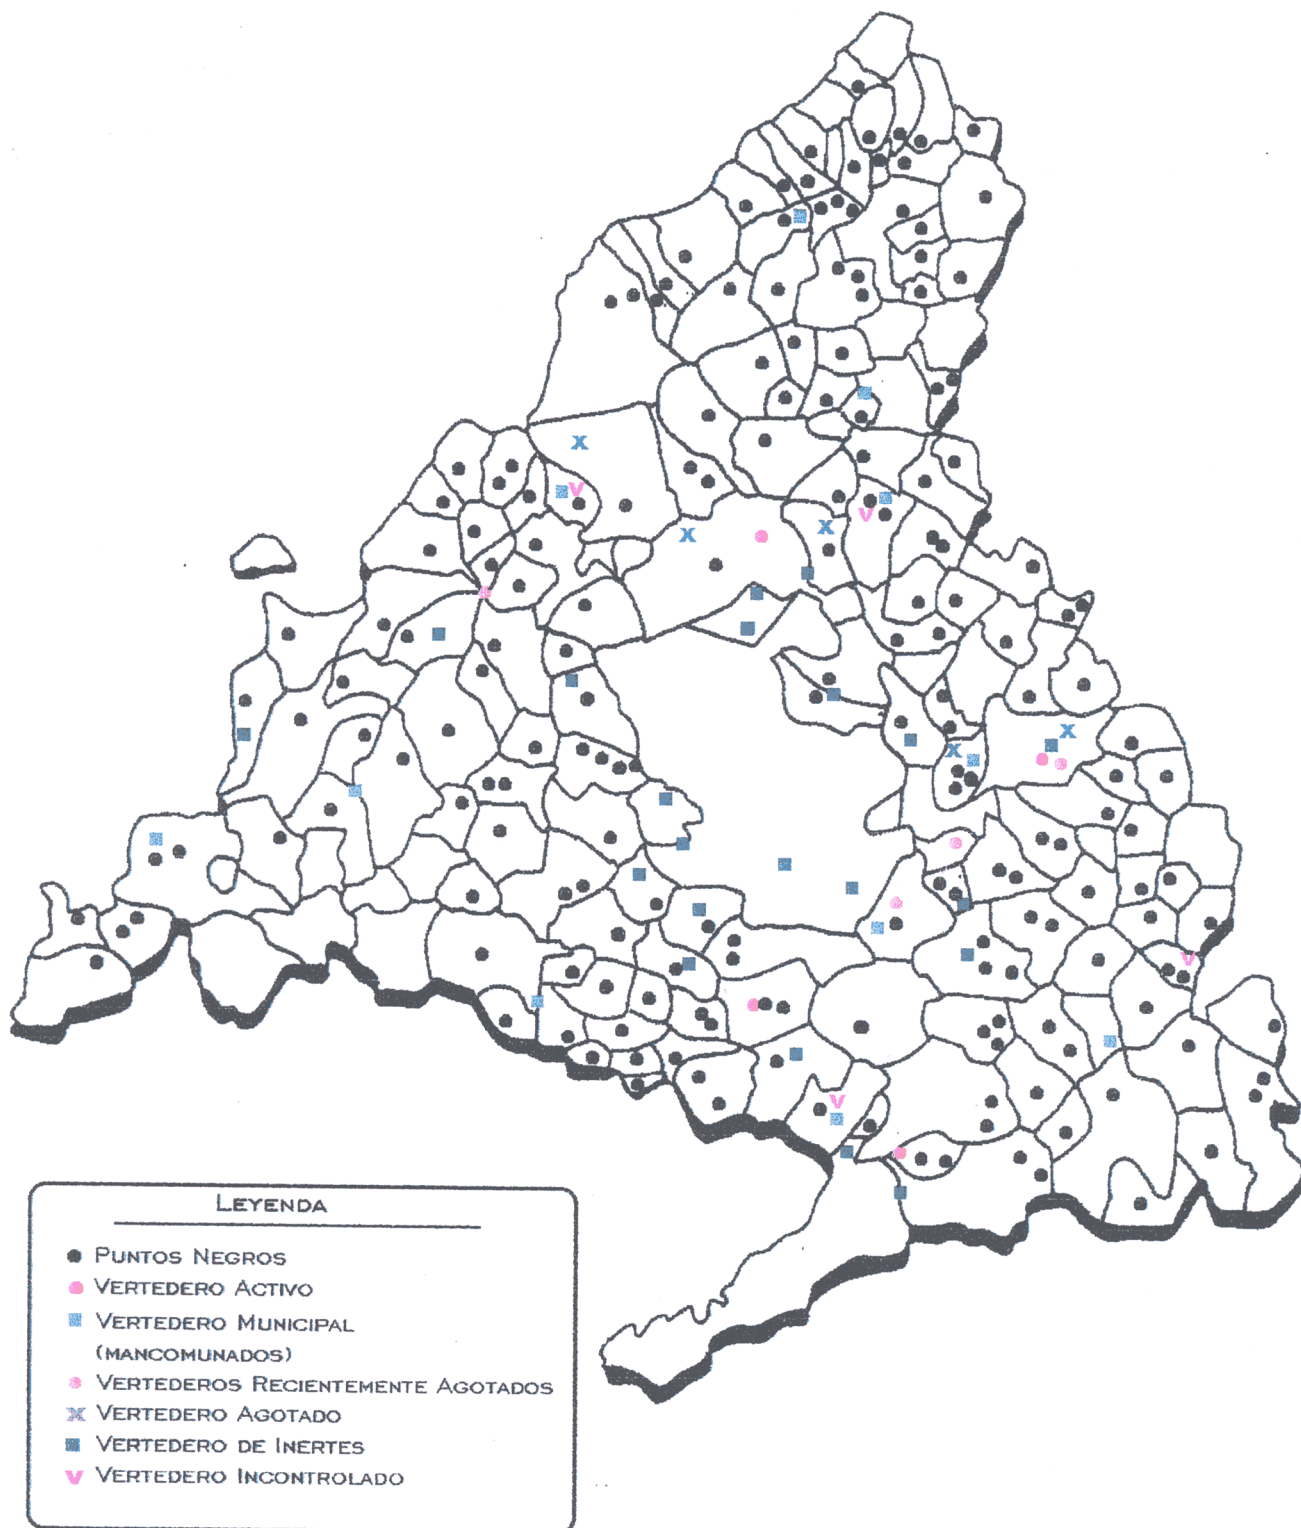 LEYENDA
PUNTOS NEGROS
VERTEDERO ACTIVO
VERTEDERO MUNICIPAL
(MANCOMUNADOS)
VERTEDEROS RECIENTEMENTE AGOTADOS
VERTEDERO AGOTADO
VERTEDERO DE INERTES
VERTEDERO INCONTROLADO